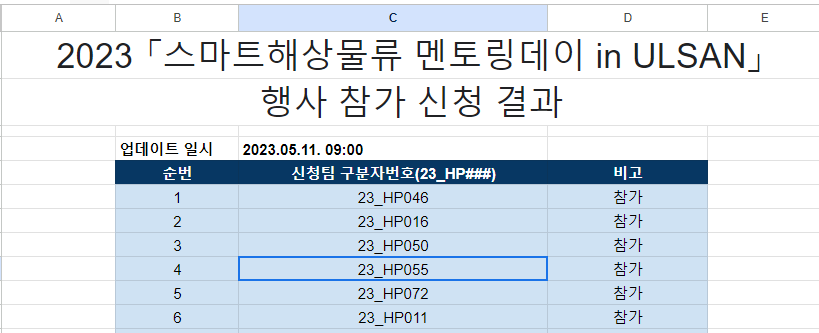 A B C D E
2023 「스마트해상물류 멘토링데이 in ULSAN」
행사 참가 신청 결과
업데이트 일시 2023.05.11. 09:00
순번 신청팀 구분자번호(23_HP###) 비고
1 23_HP046 참가
2 23_HP016 참가
3 23_HP050 참가
4 23_HP055 참가
5 23_HP072 참가
6 23_HP011 참가